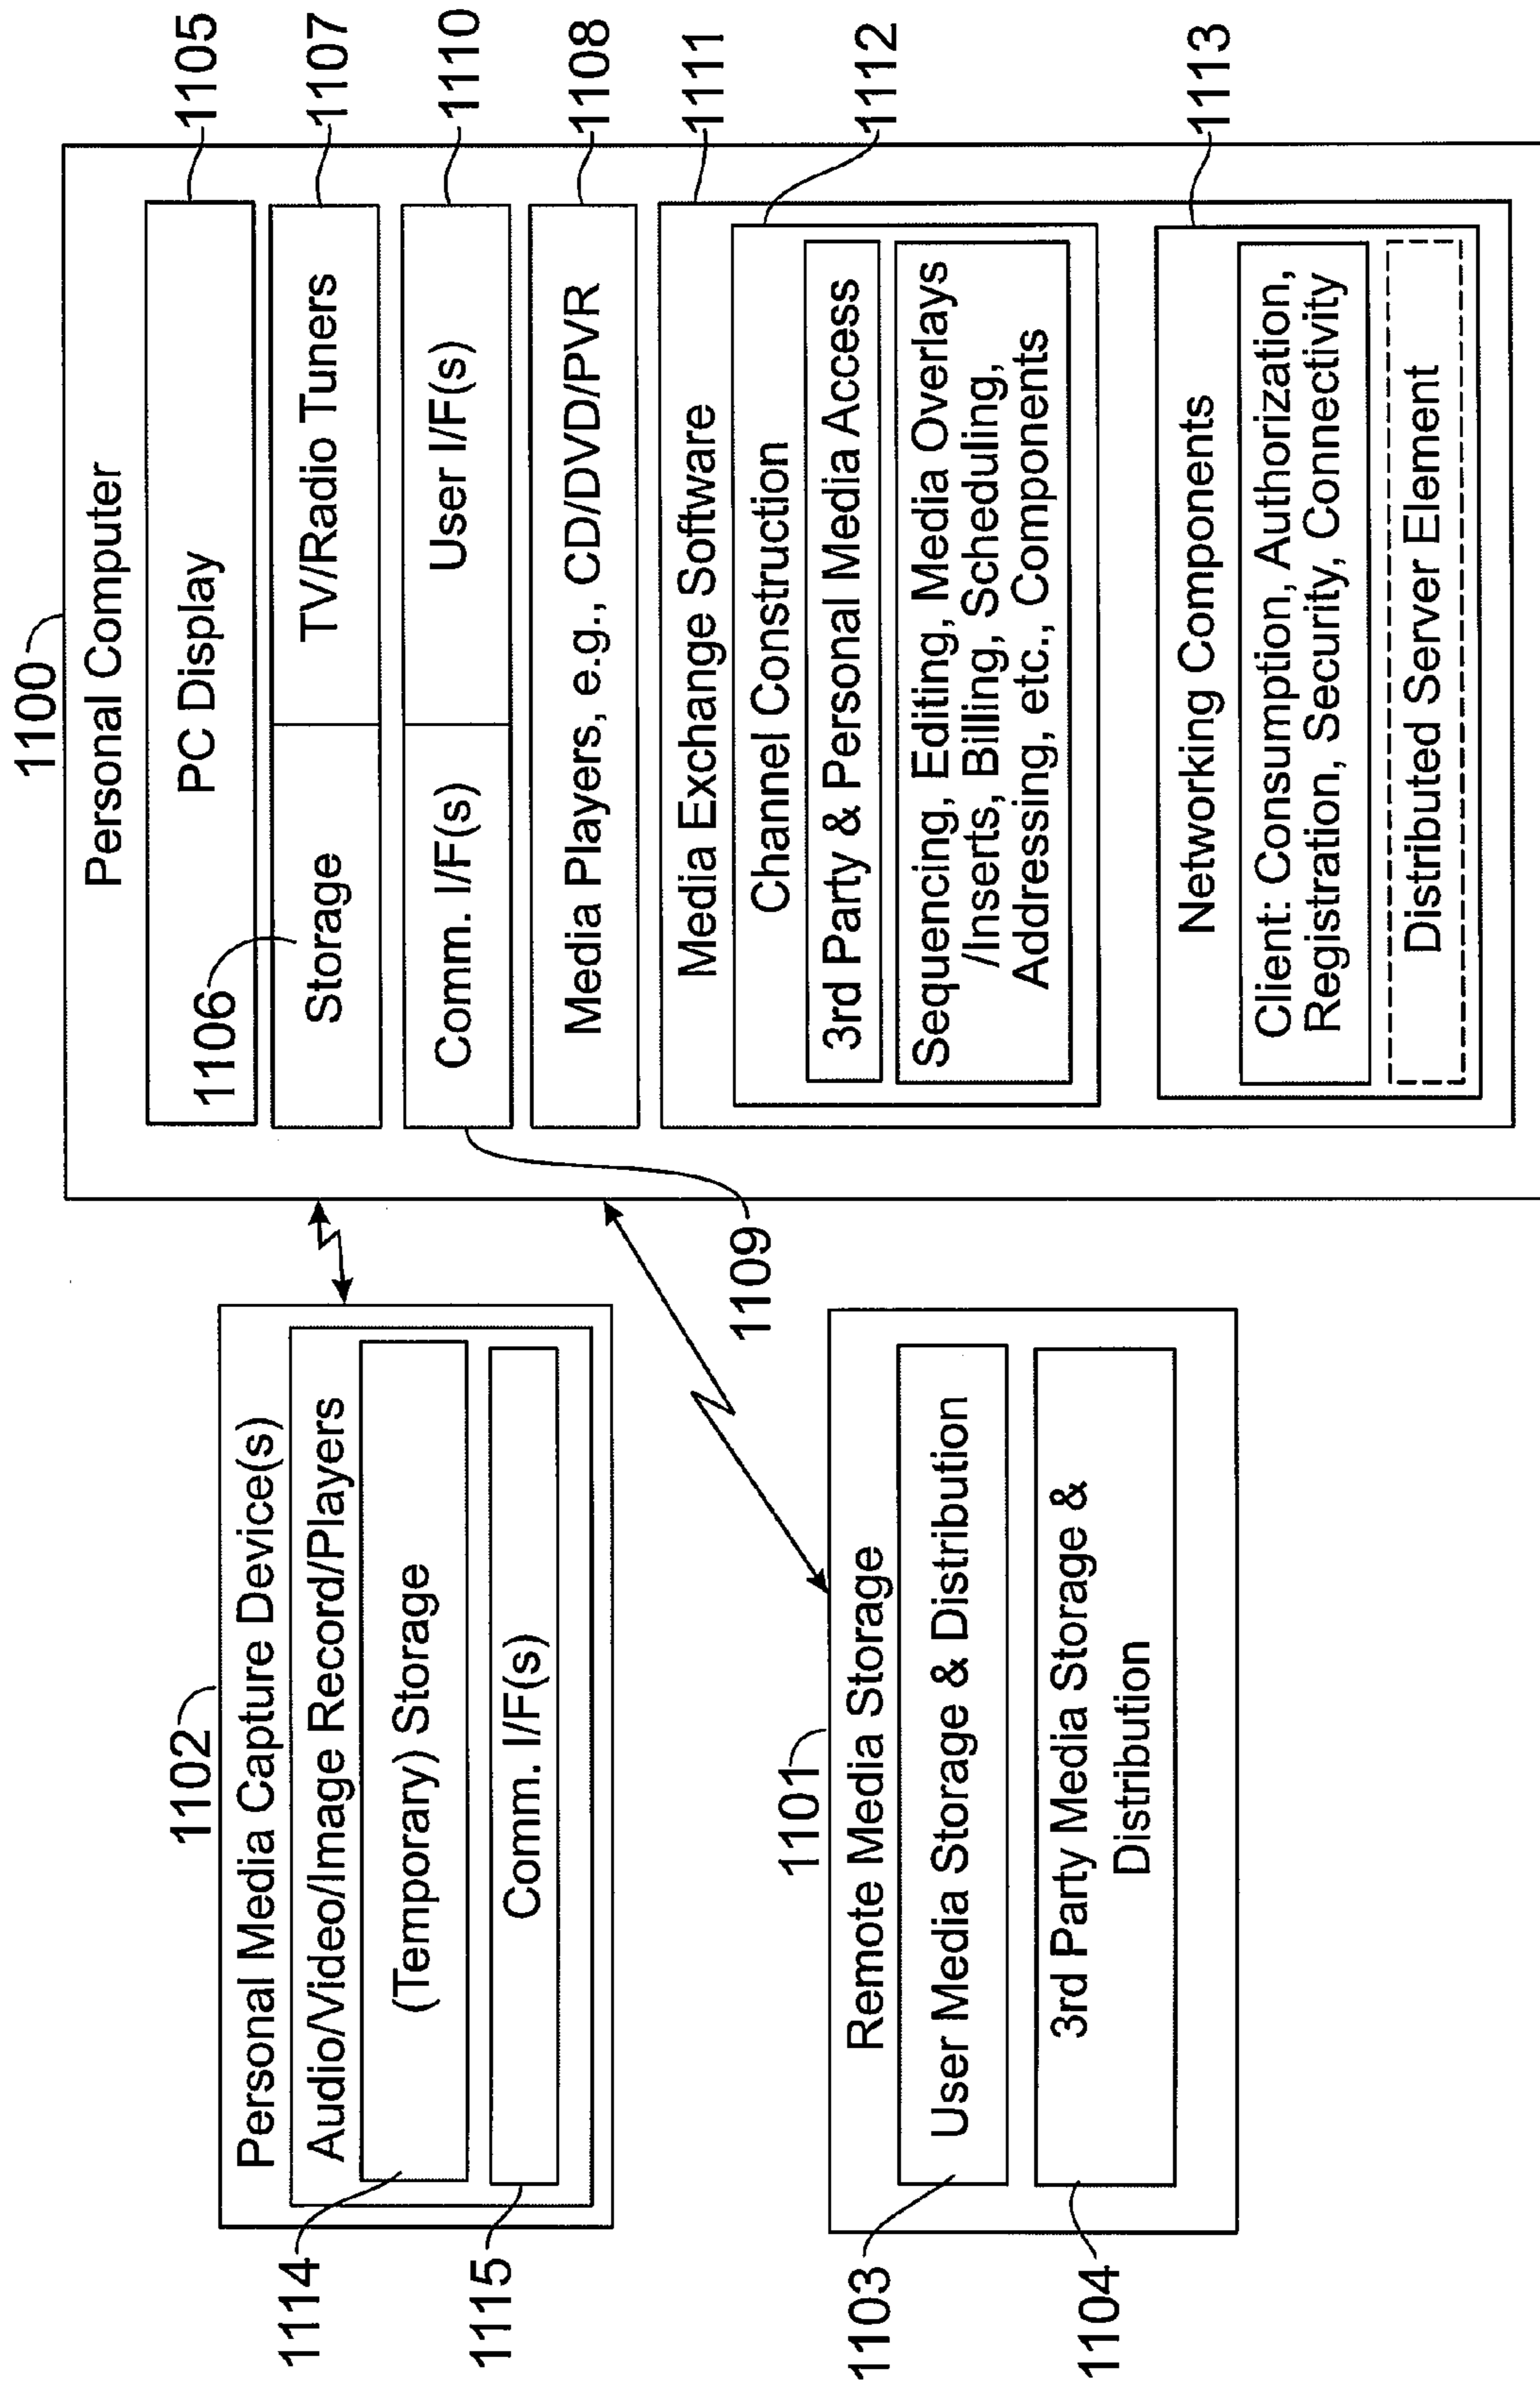 1102
Personal Media Capture Device(s)
Audio/Video/Image Record/Players
(Temporary) Storage
Comm. I/F(s)
1114
1115
1101
Remote Media Storage
User Media Storage & Distribution
3rd Party Media Storage &
Distribution
1103
1104
1100
Personal Computer
PC Display
1105
1106
Storage
TV/Radio Tuners
1107
Comm. I/F(s)
User I/F(s)
1110
1109
Media Players, e.g., CD/DVD/PVR
1108
Media Exchange Software
1111
Channel Construction
1112
3rd Party & Personal Media Access
Sequencing, Editing, Media Overlays
/Inserts, Billing, Scheduling,
Addressing, etc., Components
Networking Components
1113
Client: Consumption, Authorization,
Registration, Security, Connectivity
Distributed Server Element